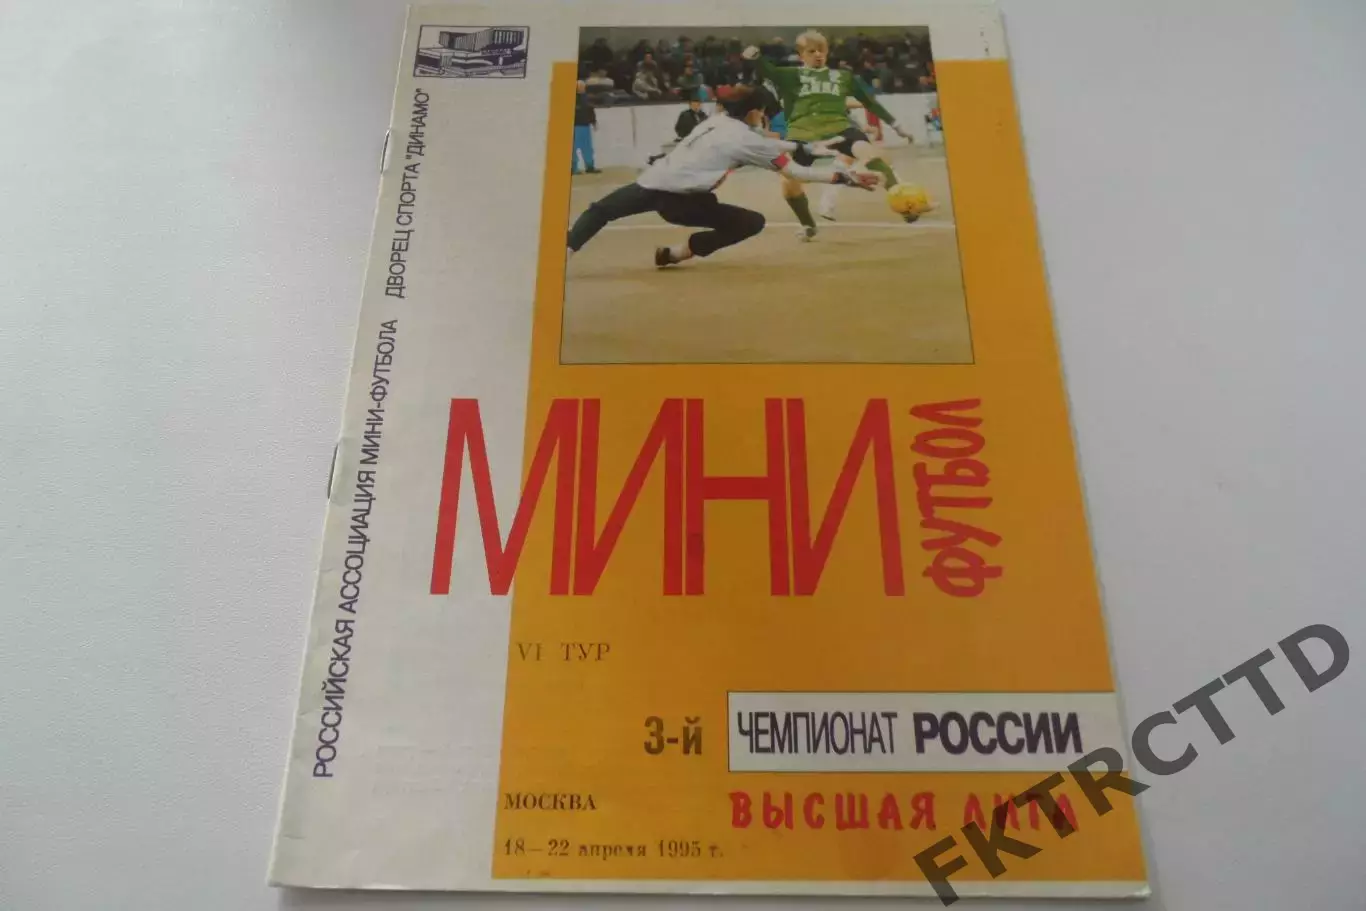 РОССИЙСКАЯ АССОЦИАЦИЯ МИНИ-ФУТБОЛА ДВОРЕЦ СПОРТА "ДИНАМО"
ДИНА
МИНИ
ФУТБОЛ
VI ТУР
3-й ЧЕМПИОНАТ РОССИИ
ВЫСШАЯ ЛИГА
МОСКВА
18—22 апреля 1995 г.
FKTRCTTD